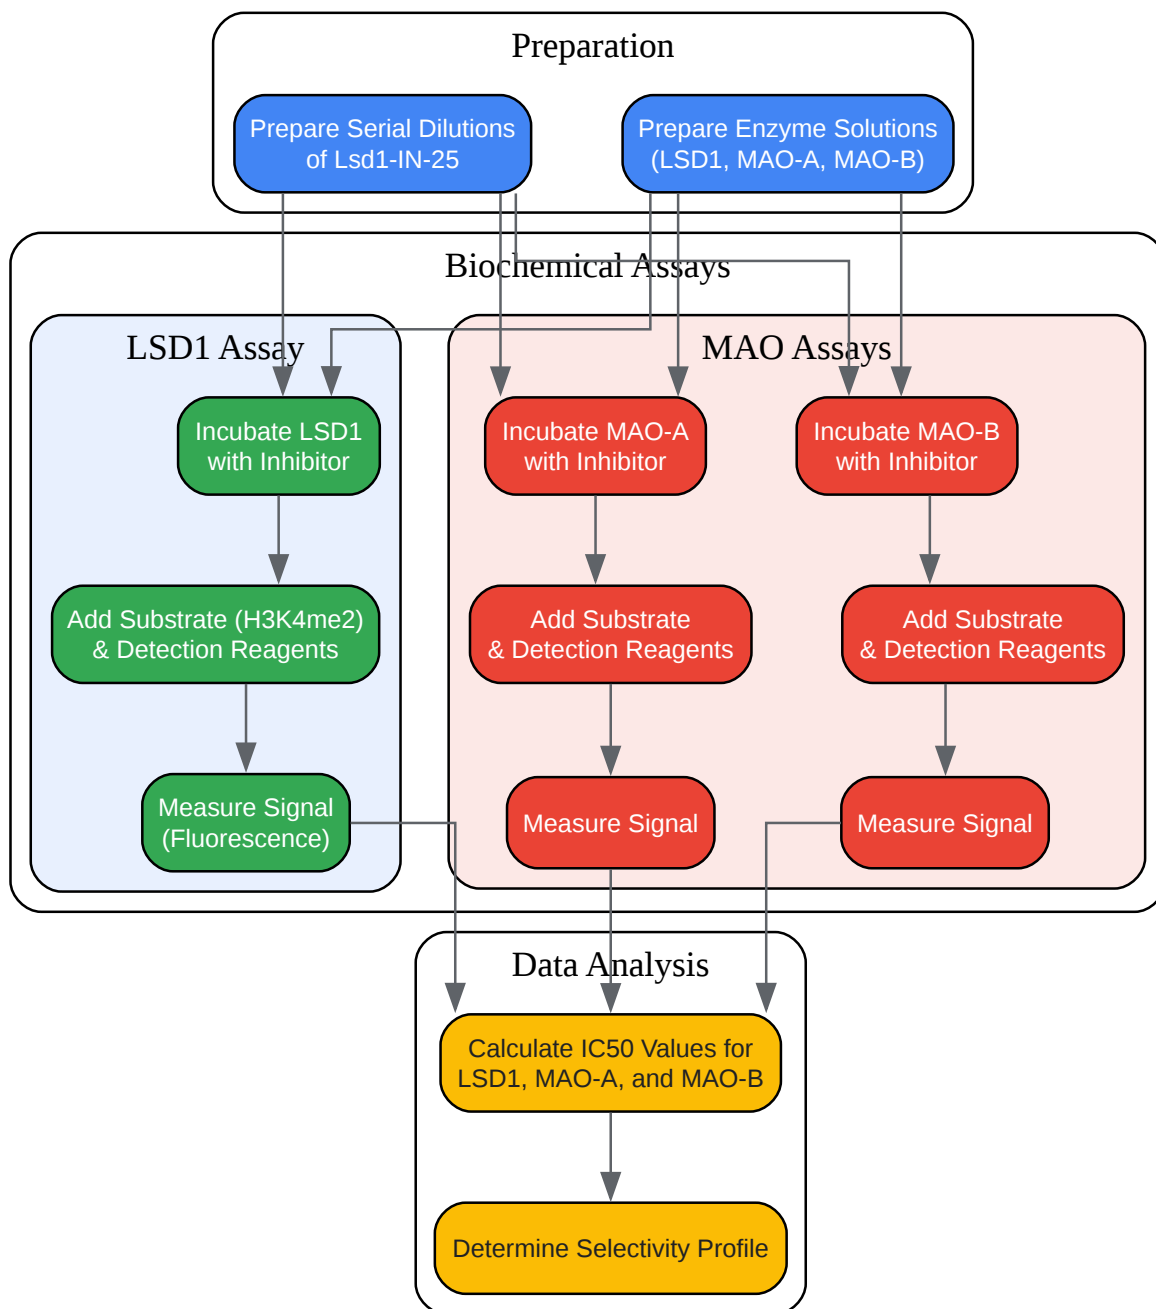 Preparation
Prepare Serial Dilutions
of Lsd1-IN-25
Prepare Enzyme Solutions
(LSD1, MAO-A, MAO-B)
Biochemical Assays
LSD1 Assay
Incubate LSD1
with Inhibitor
Add Substrate (H3K4me2)
& Detection Reagents
Measure Signal
(Fluorescence)
MAO Assays
Incubate MAO-A
with Inhibitor
Add Substrate
& Detection Reagents
Measure Signal
Incubate MAO-B
with Inhibitor
Add Substrate
& Detection Reagents
Measure Signal
Data Analysis
Calculate IC50 Values for
LSD1, MAO-A, and MAO-B
Determine Selectivity Profile